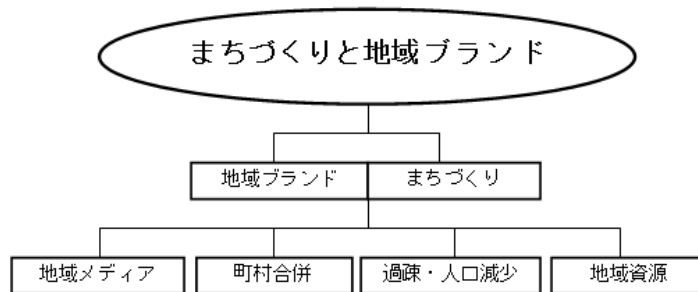 まちづくりと地域ブランド
地域ブランド
まちづくり
地域メディア
町村合併
過疎・人口減少
地域資源